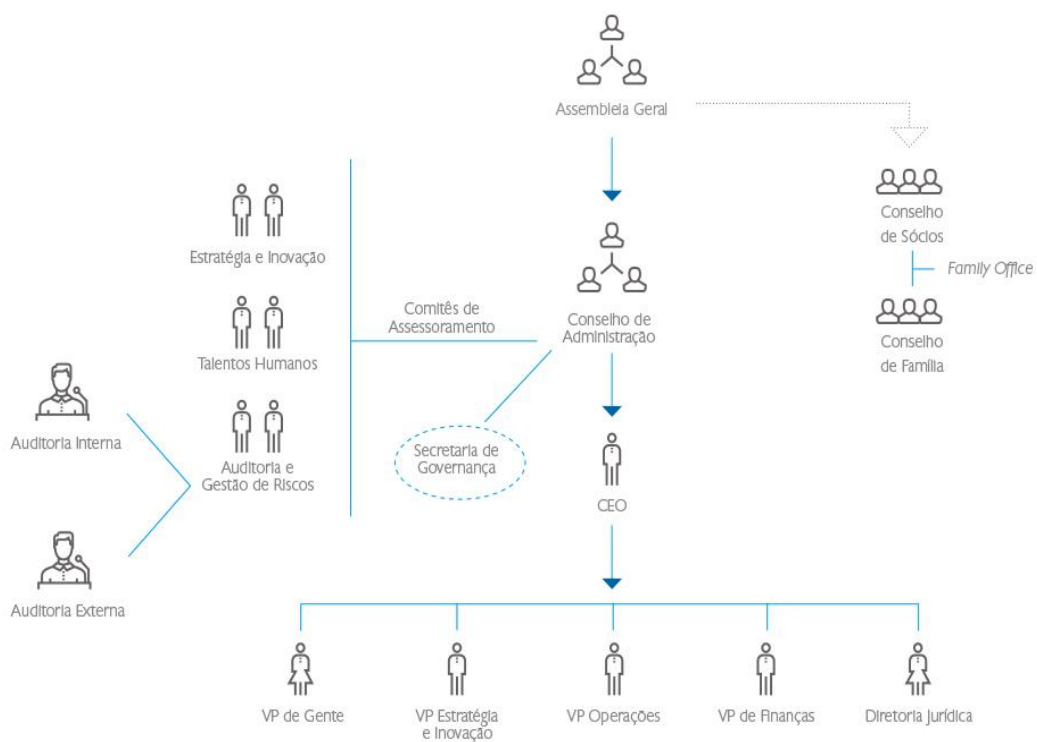 Assembleia Geral
Conselho
de Sócios
Family Office
Conselho
de Família
Estratégia e Inovação
Talentos Humanos
Auditoria e
Gestão de Riscos
Comitês de
Assessoramento
Conselho de
Administração
Auditoria Interna
Auditoria Externa
Secretaria de
Governança
CEO
VP de Gente
VP Estratégia
e Inovação
VP Operações
VP de Finanças
Diretoria Jurídica